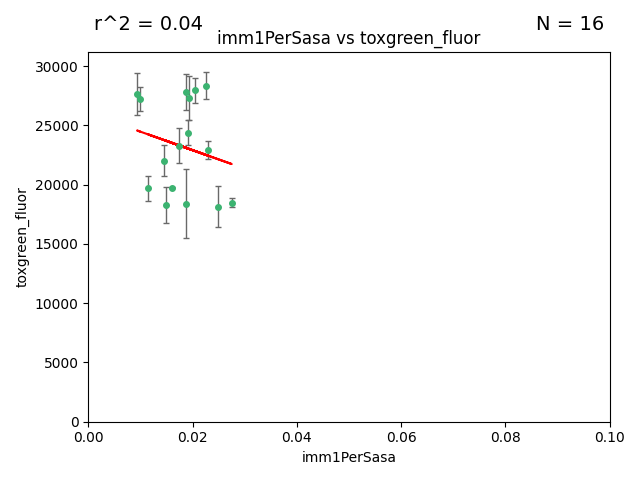 r^2 = 0.04
N = 16
imm1PerSasa vs toxgreen_fluor
30000
25000
20000
15000
10000
5000
0
toxgreen_fluor
0.00
0.02
0.04
0.06
0.08
0.10
imm1PerSasa